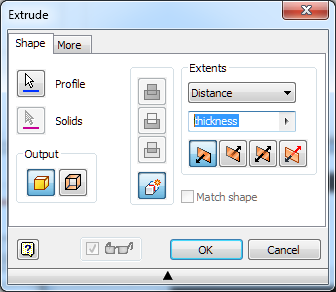 Extrude
Shape
More
Profile
Solids
Output
Extents
Distance
thickness
Match shape
?
OK
Cancel